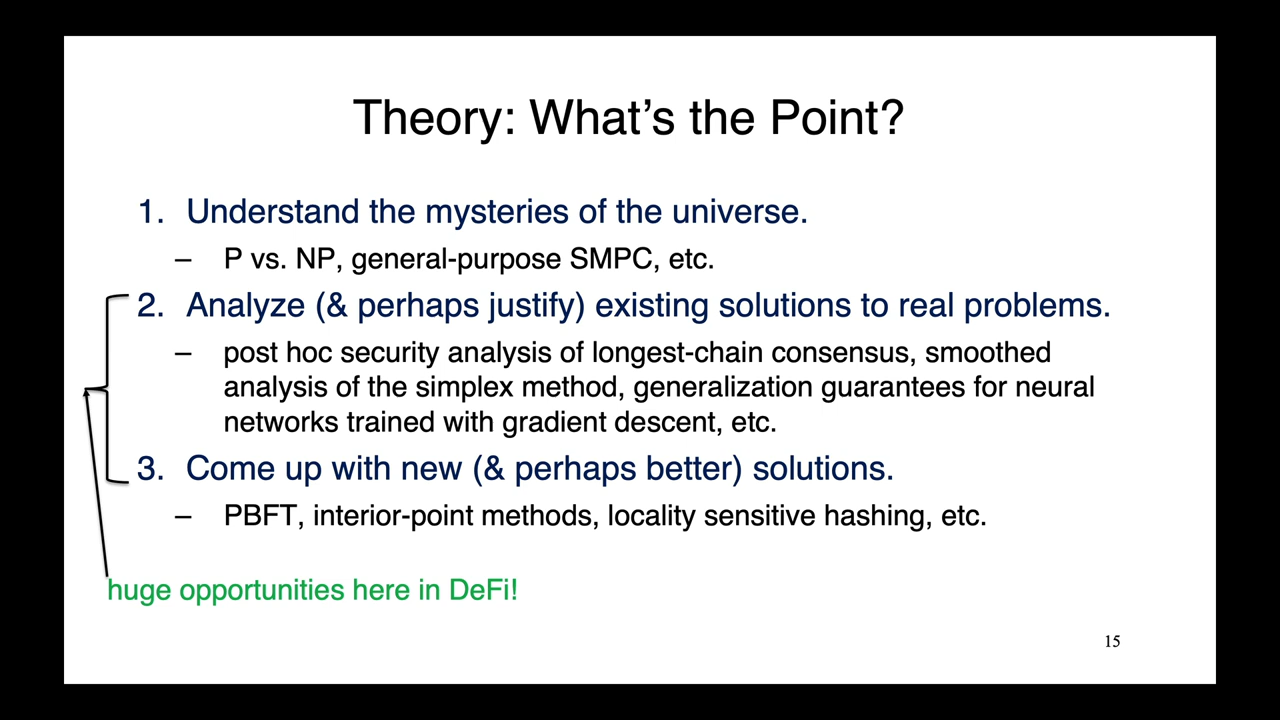 Theory: What's the Point?
1. Understand the mysteries of the universe.
– P vs. NP, general-purpose SMPC, etc.
2. Analyze (& perhaps justify) existing solutions to real problems.
– post hoc security analysis of longest-chain consensus, smoothed
analysis of the simplex method, generalization guarantees for neural
networks trained with gradient descent, etc.
3. Come up with new (& perhaps better) solutions.
– PBFT, interior-point methods, locality sensitive hashing, etc.
huge opportunities here in DeFi!
15